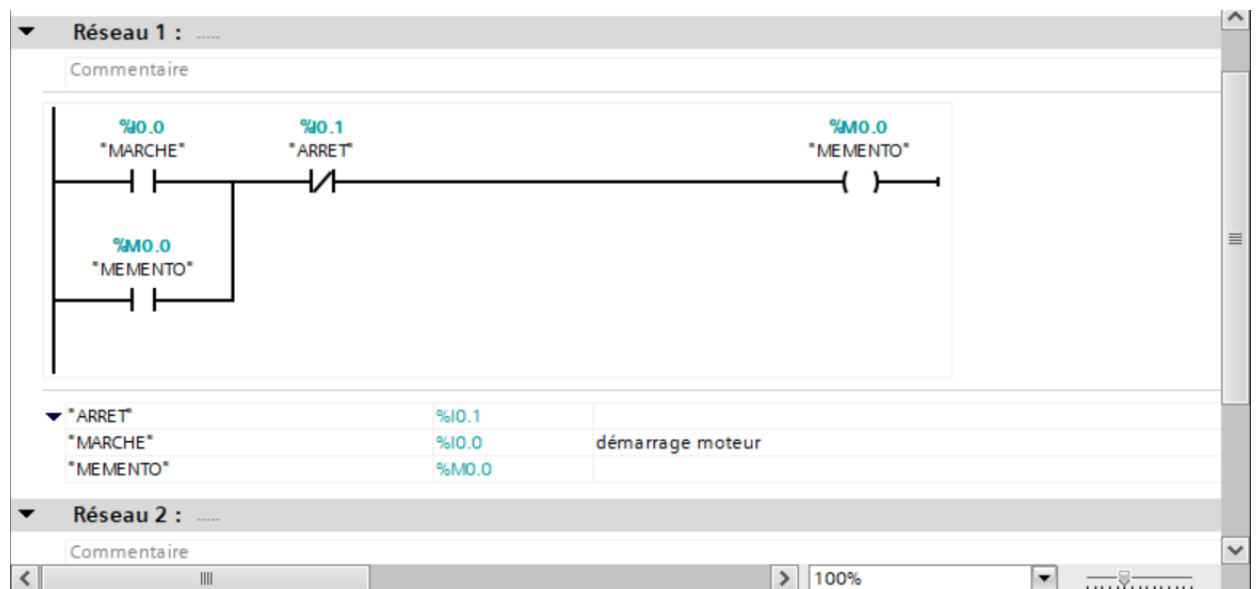 Réseau 1 : .....
Commentaire
%I0.0 %I0.1 %M0.0
"MARCHE" "ARRET" "MEMENTO"
%M0.0
"MEMENTO"
"ARRET" %I0.1
"MARCHE" %I0.0 démarrage moteur
"MEMENTO" %M0.0
Réseau 2 : .....
Commentaire
100%